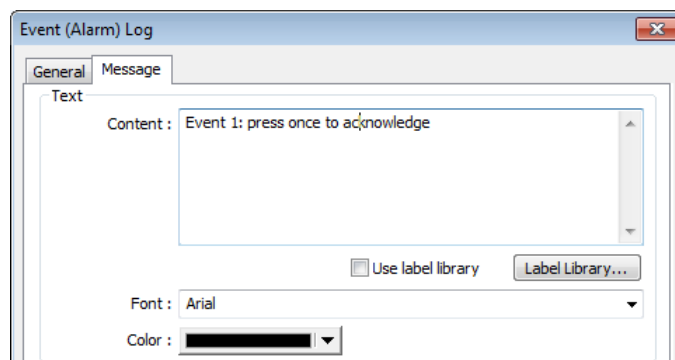 Event (Alarm) Log
General Message
Text
Content : Event 1: press once to acknowledge
Use label library Label Library...
Font : Arial
Color :